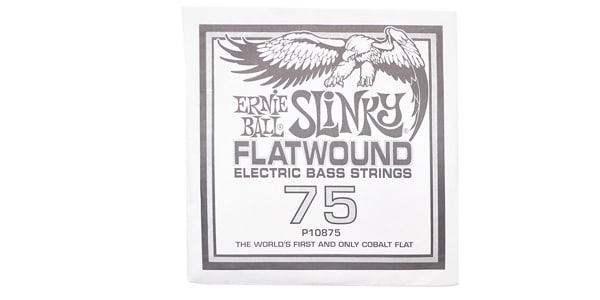 ERNIE BALL® SLINKY®
FLATWOUND
ELECTRIC BASS STRINGS
75
P10875
THE WORLD'S FIRST AND ONLY COBALT FLAT